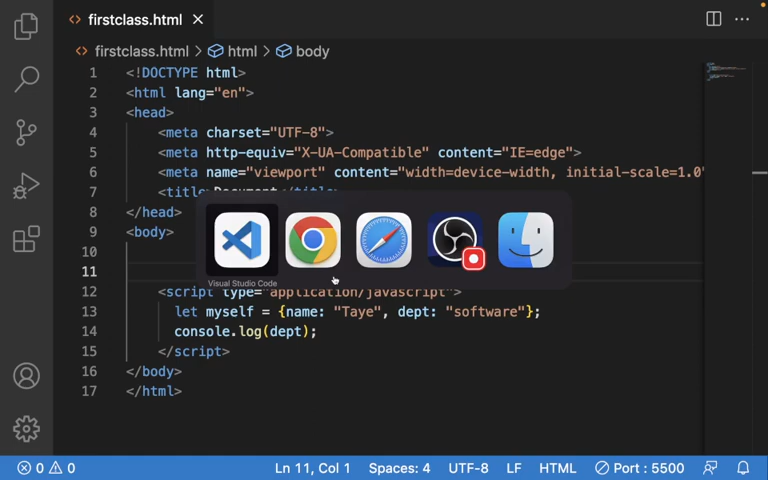 firstclass.html
firstclass.html > html > body
1 <!DOCTYPE html>
2 <html lang="en">
3 <head>
4 <meta charset="UTF-8">
5 <meta http-equiv="X-UA-Compatible" content="IE=edge">
6 <meta name="viewport" content="width=device-width, initial-scale=1.0"
7 <title>Document</title>
8 </head>
9 <body>
10
11
Visual Studio Code
12 <script type="application/javascript">
13 let myself = {name: "Taye", dept: "software"};
14 console.log(dept);
15 </script>
16 </body>
17 </html>
0 0 Ln 11, Col 1 Spaces: 4 UTF-8 LF HTML Port : 5500